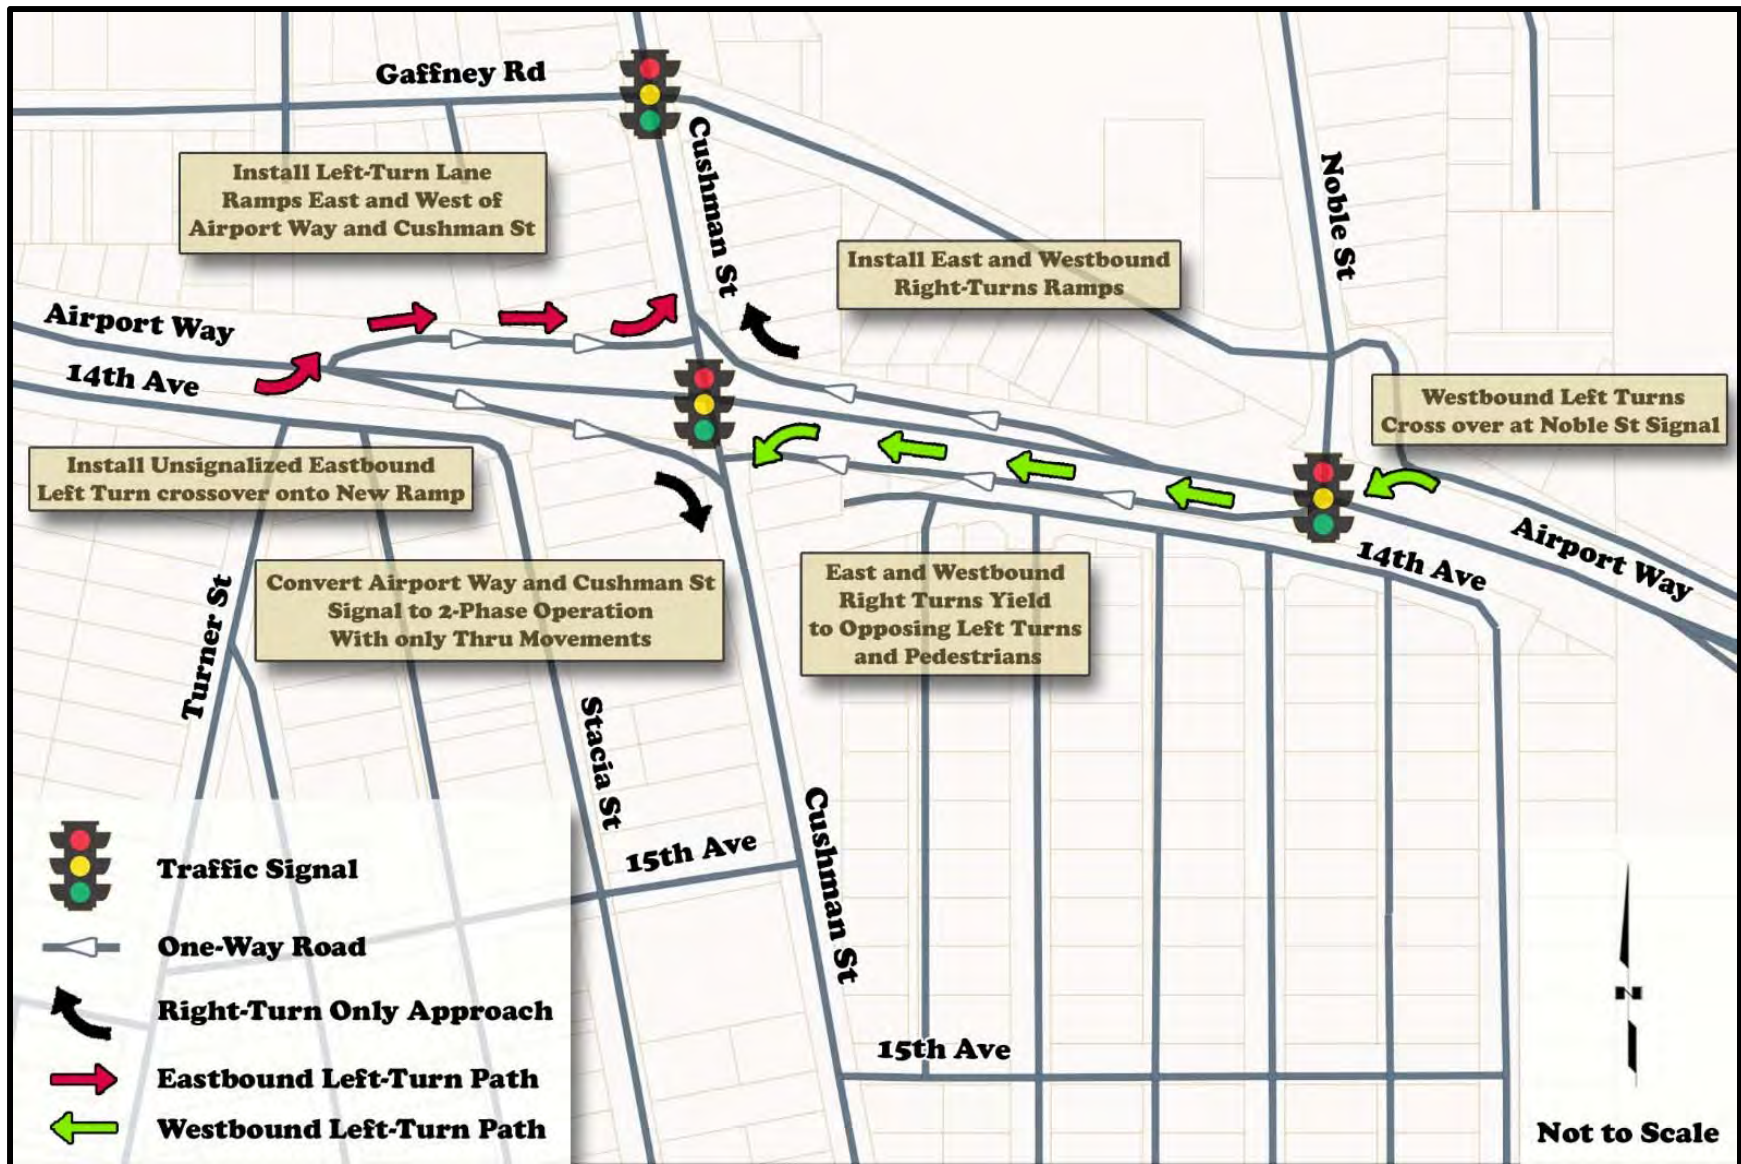 Gaffney Rd
Cushman St
Noble St
Install Left-Turn Lane
Ramps East and West of
Airport Way and Cushman St
Install East and Westbound
Right-Turns Ramps
Airport Way
14th Ave
Westbound Left Turns
Cross over at Noble St Signal
Install Unsignalized Eastbound
Left Turn crossover onto New Ramp
Airport Way
14th Ave
Convert Airport Way and Cushman St
Signal to 2-Phase Operation
With only Thru Movements
East and Westbound
Right Turns Yield
to Opposing Left Turns
and Pedestrians
Turner St
Stacia St
15th Ave
Cushman St
15th Ave
Traffic Signal
One-Way Road
Right-Turn Only Approach
Eastbound Left-Turn Path
Westbound Left-Turn Path
N
Not to Scale